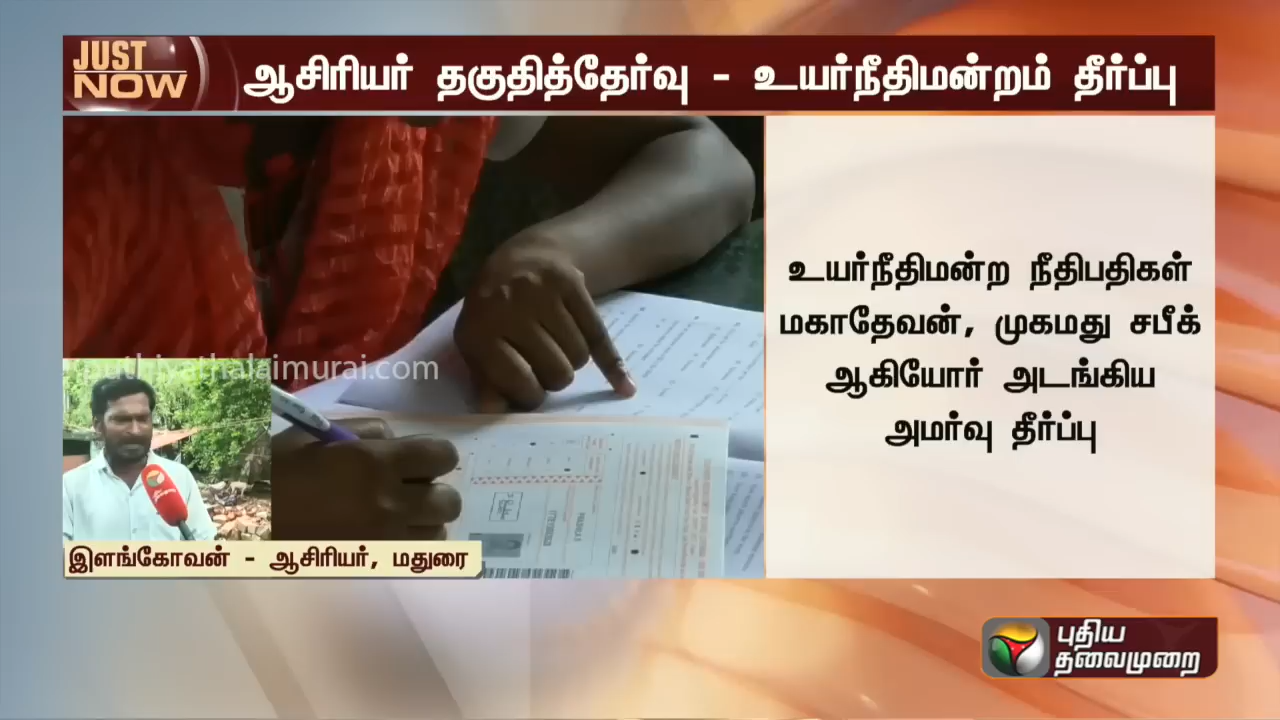 JUST
NOW
ஆசிரியர் தகுதித்தேர்வு - உயர்நீதிமன்றம் தீர்ப்பு
உயர்நீதிமன்ற நீதிபதிகள்
மகாதேவன், முகமது சபீக்
ஆகியோர் அடங்கிய
அமர்வு தீர்ப்பு
puthiyathalaimurai.com
இளங்கோவன் - ஆசிரியர், மதுரை
புதிய
தலைமுறை